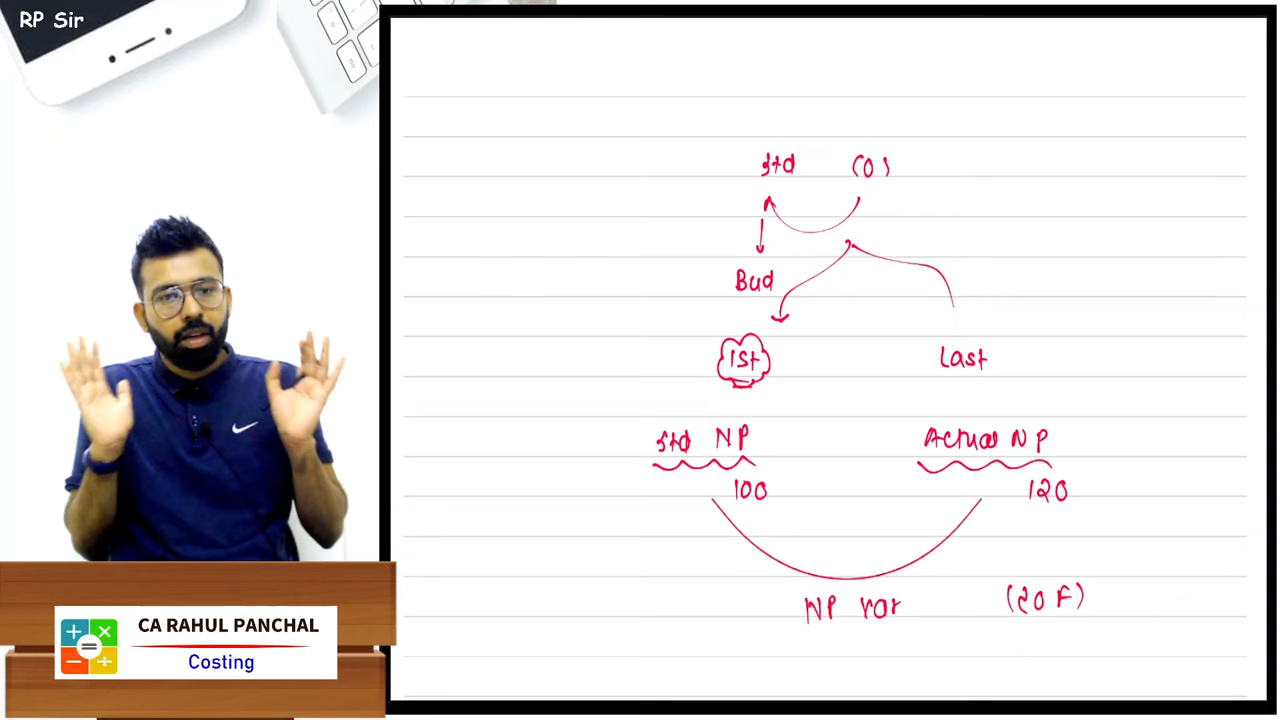 RP Sir
Std COS
Bud
1st Last
Std NP Actual NP
100 120
NP var (20 F)
CA RAHUL PANCHAL
Costing